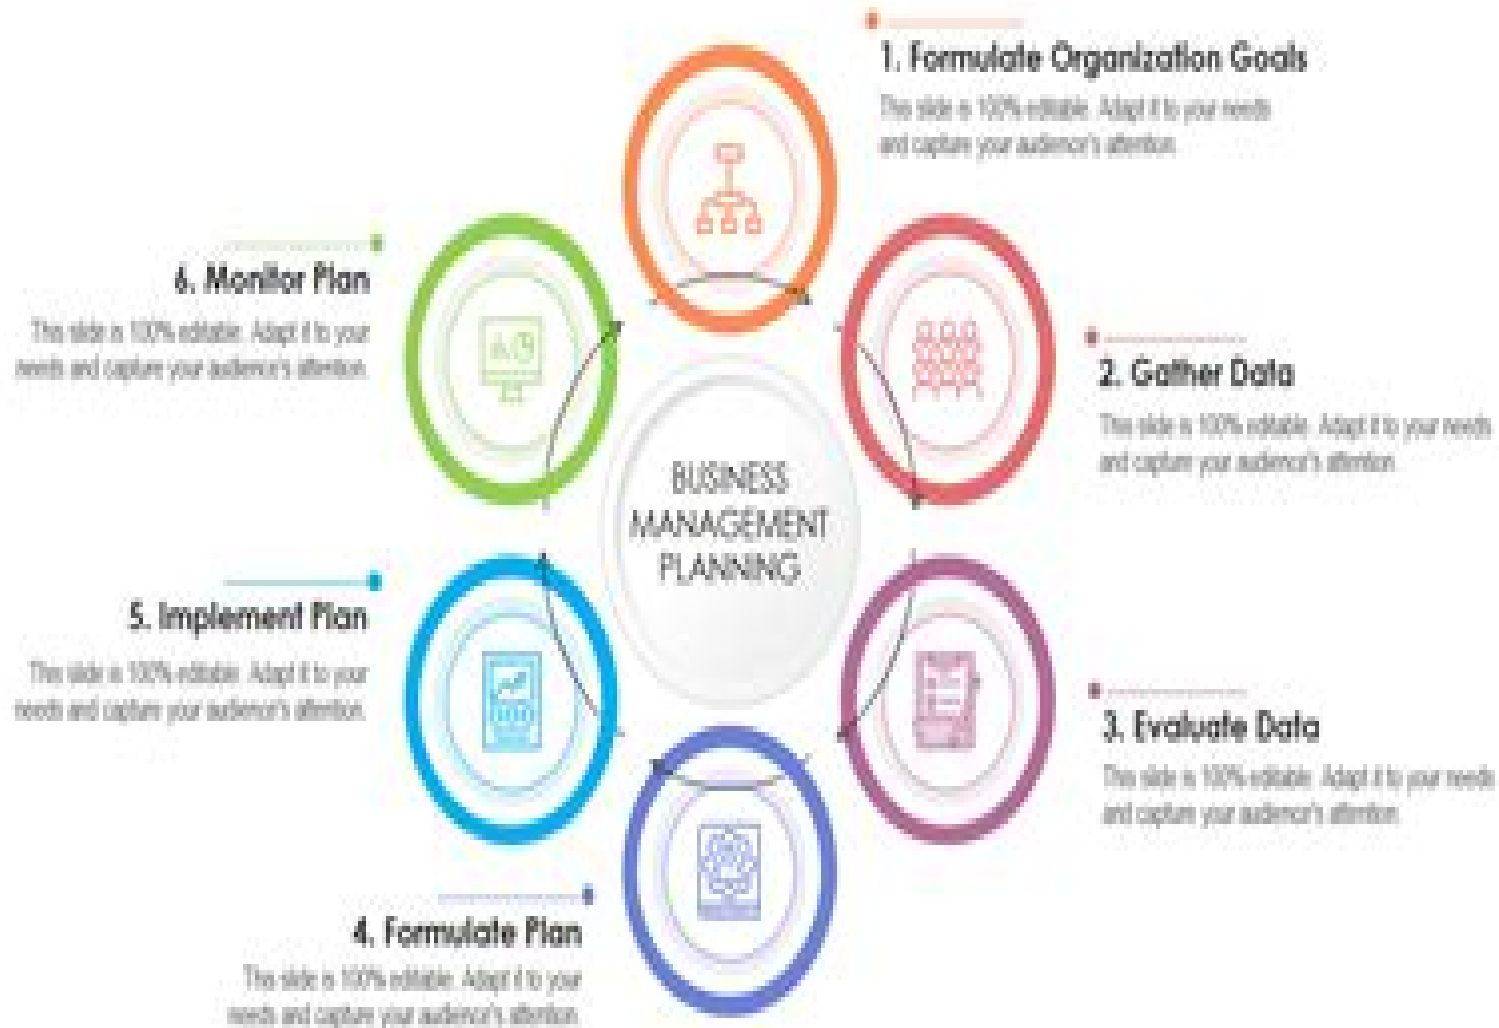 1. Formulate Organization Goals
This slide is 100% editable. Adapt it to your needs
and capture your audience's attention.
2. Gather Data
This slide is 100% editable. Adapt it to your needs
and capture your audience's attention.
3. Evaluate Data
This slide is 100% editable. Adapt it to your needs
and capture your audience's attention.
4. Formulate Plan
This slide is 100% editable. Adapt it to your
needs and capture your audience's attention.
5. Implement Plan
This slide is 100% editable. Adapt it to your
needs and capture your audience's attention.
6. Monitor Plan
This slide is 100% editable. Adapt it to your
needs and capture your audience's attention.
BUSINESS
MANAGEMENT
PLANNING